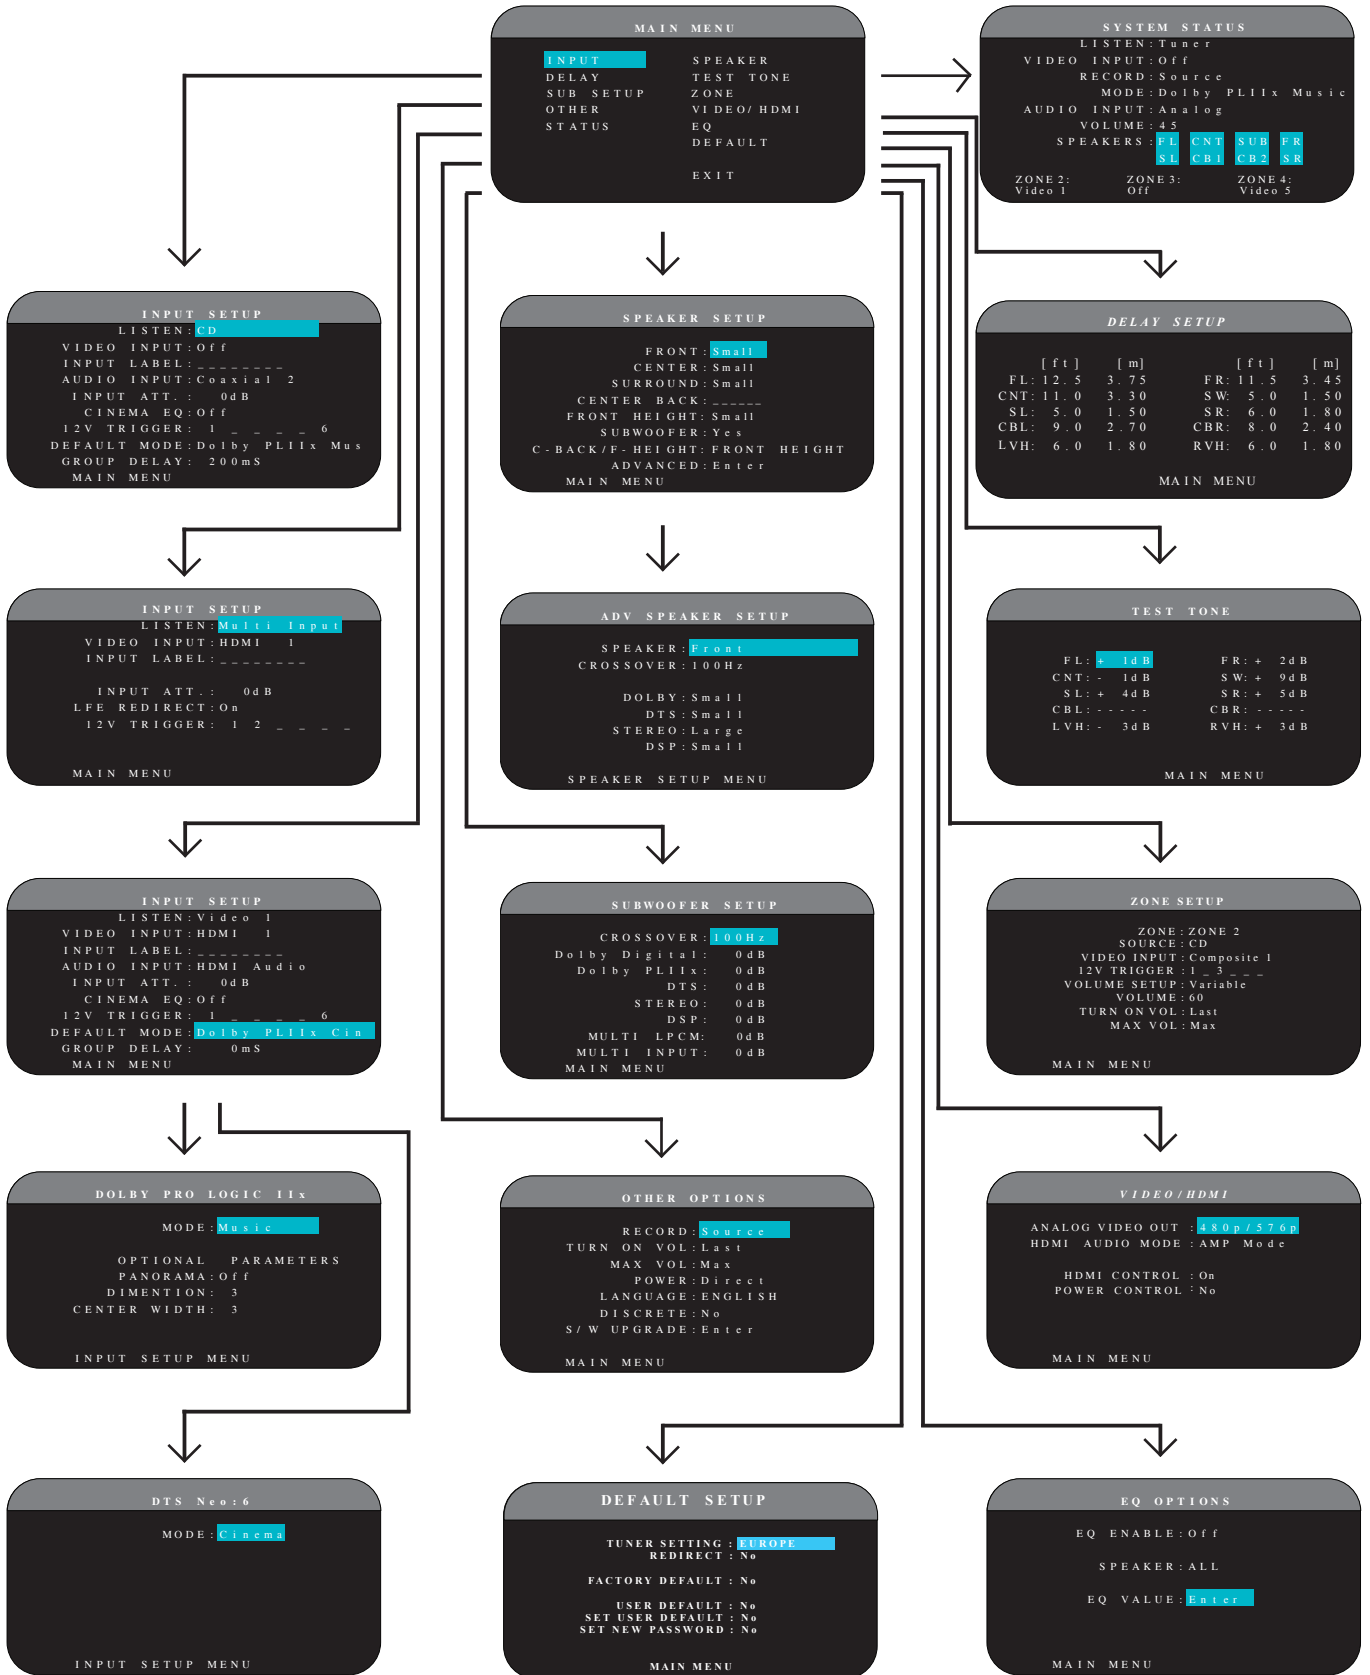 MAIN MENU
INPUT SPEAKER
DELAY TEST TONE
SUB SETUP ZONE
OTHER VIDEO/HDMI
STATUS EQ
DEFAULT
EXIT
SYSTEM STATUS
LISTEN:Tuner
VIDEO INPUT:Off
RECORD:Source
MODE:Dolby PLIIx Music
AUDIO INPUT:Analog
VOLUME:45
SPEAKERS:FL CNT SUB FR
SL CB1 CB2 SR
ZONE2: ZONE3: ZONE4:
Video 1 Off Video 5
INPUT SETUP
LISTEN:CD
VIDEO INPUT:Off
INPUT LABEL:________
AUDIO INPUT:Coaxial 2
INPUT ATT.: 0dB
CINEMA EQ:Off
12V TRIGGER: 1 _ _ _ _ 6
DEFAULT MODE:Dolby PLIIx Mus
GROUP DELAY: 200mS
MAIN MENU
SPEAKER SETUP
FRONT:Small
CENTER:Small
SURROUND:Small
CENTER BACK:______
FRONT HEIGHT:Small
SUBWOOFER:Yes
C-BACK/F-HEIGHT:FRONT HEIGHT
ADVANCED:Enter
MAIN MENU
DELAY SETUP
[ft] [m] [ft] [m]
FL:12.5 3.75 FR:11.5 3.45
CNT:11.0 3.30 SW: 5.0 1.50
SL: 5.0 1.50 SR: 6.0 1.80
CBL: 9.0 2.70 CBR: 8.0 2.40
LVH: 6.0 1.80 RVH: 6.0 1.80
MAIN MENU
INPUT SETUP
LISTEN:Multi Input
VIDEO INPUT:HDMI 1
INPUT LABEL:________
INPUT ATT.: 0dB
LFE REDIRECT:On
12V TRIGGER: 1 2 _ _ _ _
MAIN MENU
ADV SPEAKER SETUP
SPEAKER:Front
CROSSOVER:100Hz
DOLBY:Small
DTS:Small
STEREO:Large
DSP:Small
SPEAKER SETUP MENU
TEST TONE
FL:+ 1dB FR:+ 2dB
CNT:- 1dB SW:+ 9dB
SL:+ 4dB SR:+ 5dB
CBL:----- CBR:-----
LVH:- 3dB RVH:+ 3dB
MAIN MENU
INPUT SETUP
LISTEN:Video 1
VIDEO INPUT:HDMI 1
INPUT LABEL:________
AUDIO INPUT:HDMI Audio
INPUT ATT.: 0dB
CINEMA EQ:Off
12V TRIGGER: 1 _ _ _ _ 6
DEFAULT MODE:Dolby PLIIx Cin
GROUP DELAY: 0mS
MAIN MENU
SUBWOOFER SETUP
CROSSOVER:100Hz
Dolby Digital: 0dB
Dolby PLIIx: 0dB
DTS: 0dB
STEREO: 0dB
DSP: 0dB
MULTI LPCM: 0dB
MULTI INPUT: 0dB
MAIN MENU
ZONE SETUP
ZONE:ZONE 2
SOURCE:CD
VIDEO INPUT:Composite 1
12V TRIGGER:1 _ 3 _ _ _
VOLUME SETUP:Variable
VOLUME:60
TURN ON VOL:Last
MAX VOL:Max
MAIN MENU
DOLBY PRO LOGIC IIx
MODE:Music
OPTIONAL PARAMETERS
PANORAMA:Off
DIMENTION: 3
CENTER WIDTH: 3
INPUT SETUP MENU
OTHER OPTIONS
RECORD:Source
TURN ON VOL:Last
MAX VOL:Max
POWER:Direct
LANGUAGE:ENGLISH
DISCRETE:No
S/W UPGRADE:Enter
MAIN MENU
VIDEO/HDMI
ANALOG VIDEO OUT :480p/576p
HDMI AUDIO MODE :AMP Mode
HDMI CONTROL :On
POWER CONTROL :No
MAIN MENU
DTS Neo:6
MODE:Cinema
INPUT SETUP MENU
DEFAULT SETUP
TUNER SETTING : EUROPE
REDIRECT : No
FACTORY DEFAULT : No
USER DEFAULT : No
SET USER DEFAULT : No
SET NEW PASSWORD : No
MAIN MENU
EQ OPTIONS
EQ ENABLE:Off
SPEAKER:ALL
EQ VALUE:Enter
MAIN MENU